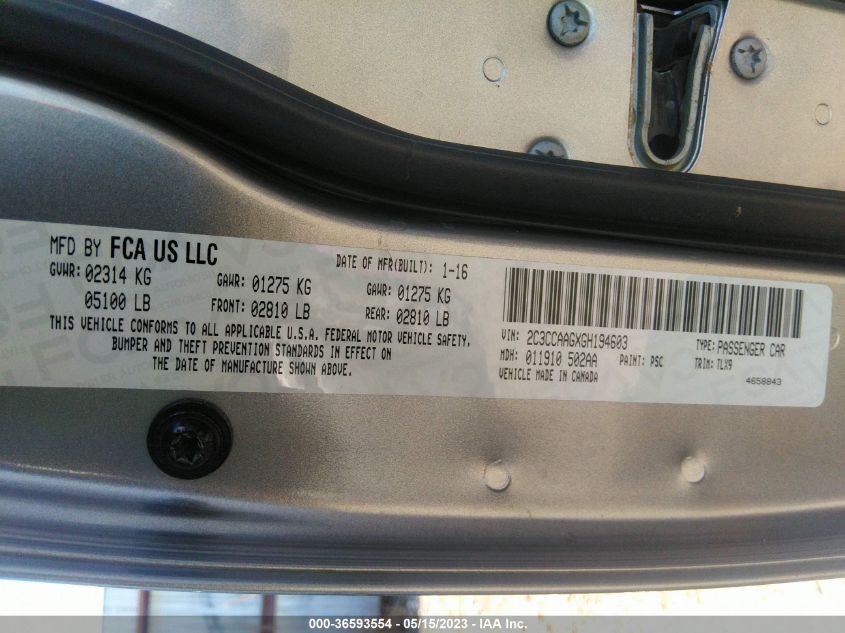 MFD BY FCA US LLC
DATE OF MFR(BUILT): 1-16
GVWR: 02314 KG
05100 LB
GAWR: 01275 KG
FRONT: 02810 LB
GAWR: 01275 KG
REAR: 02810 LB
THIS VEHICLE CONFORMS TO ALL APPLICABLE U.S.A. FEDERAL MOTOR VEHICLE SAFETY,
BUMPER AND THEFT PREVENTION STANDARDS IN EFFECT ON
THE DATE OF MANUFACTURE SHOWN ABOVE.
VIN: 2C3CCAAGXGH194603
TYPE: PASSENGER CAR
MDH: 011910 502AA
PAINT: PSC
TRIM: TLX9
VEHICLE MADE IN CANADA
4658843
000-36593554 - 05/15/2023 - IAA Inc.